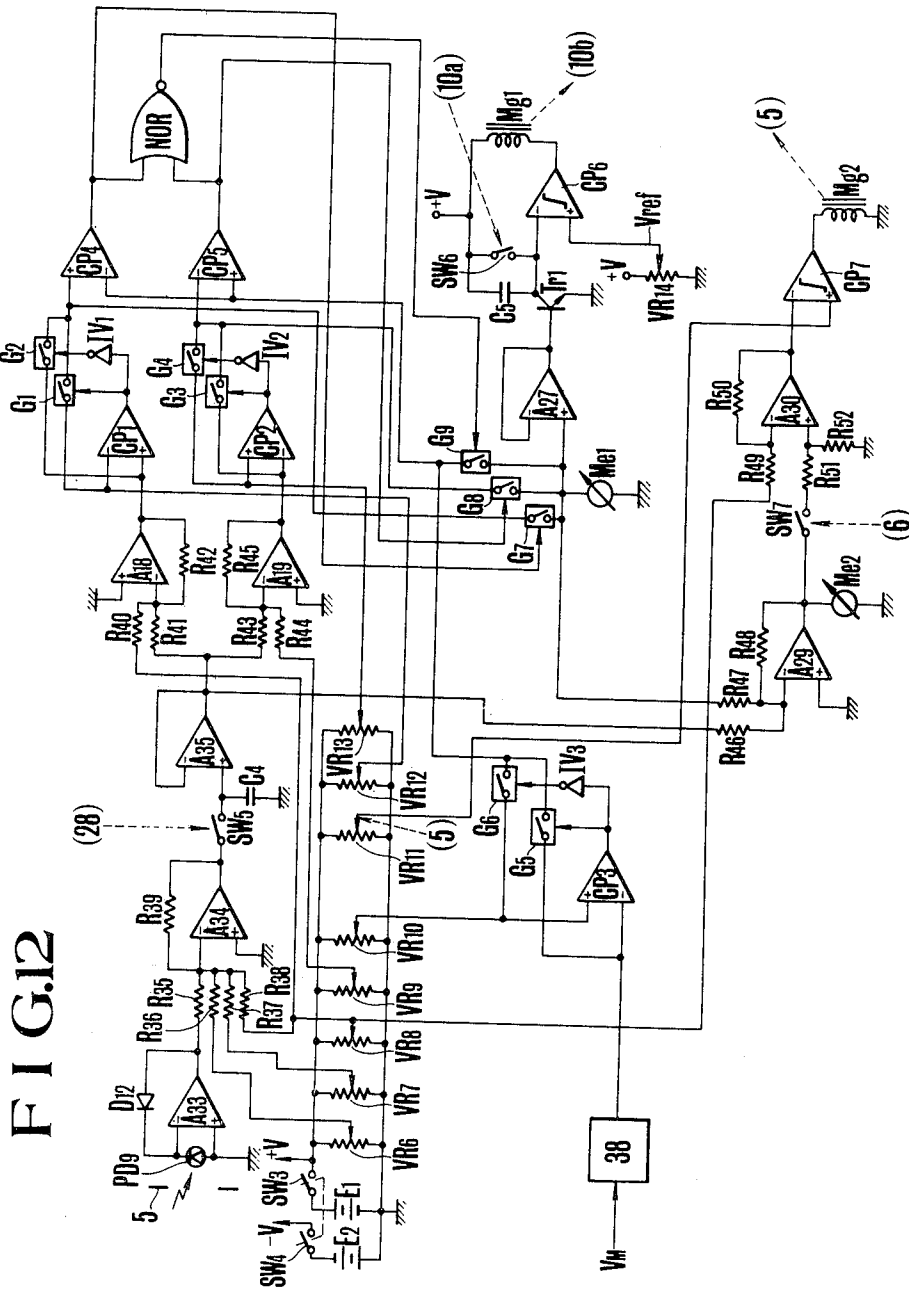 FIG.12
5
PD9
D12
A33
R35
R36
R37
R38
R39
A34
(28)
SW5
C4
A35
R40
R41
R43
R44
A18
R42
R45
A19
CP1
CP2
G1
G2
G3
G4
IV1
IV2
CP4
CP5
NOR
SW3
SW4
+V
-V
E1
E2
VR6
VR7
VR8
VR9
VR10
VR11
(5)
VR12
VR13
G7
G8
G9
Me1
A27
Tr1
C5
SW6
+V
(10a)
Mg1
(10b)
CP6
Vref
+V
VR14
VM
38
CP3
G5
G6
IV3
R46
R47
R48
A29
Me2
SW7
(6)
R49
R50
R51
R52
A30
CP7
Mg2
(5)